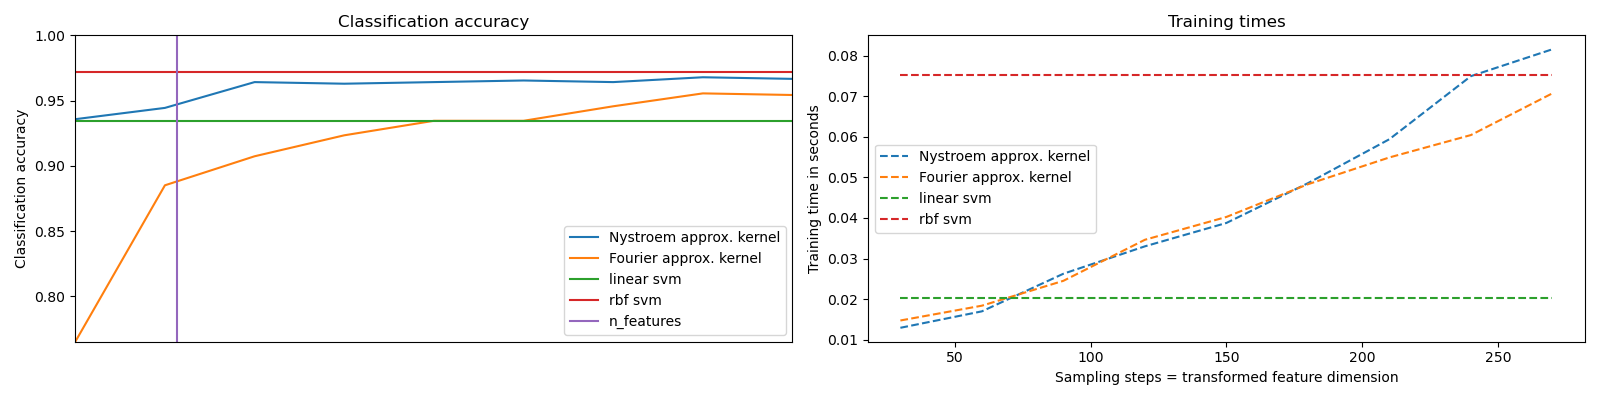 Classification accuracy
Classification accuracy
1.00
0.95
0.90
0.85
0.80
Nystroem approx. kernel
Fourier approx. kernel
linear svm
rbf svm
n_features
Training times
Training time in seconds
0.08
0.07
0.06
0.05
0.04
0.03
0.02
0.01
Nystroem approx. kernel
Fourier approx. kernel
linear svm
rbf svm
50 100 150 200 250
Sampling steps = transformed feature dimension